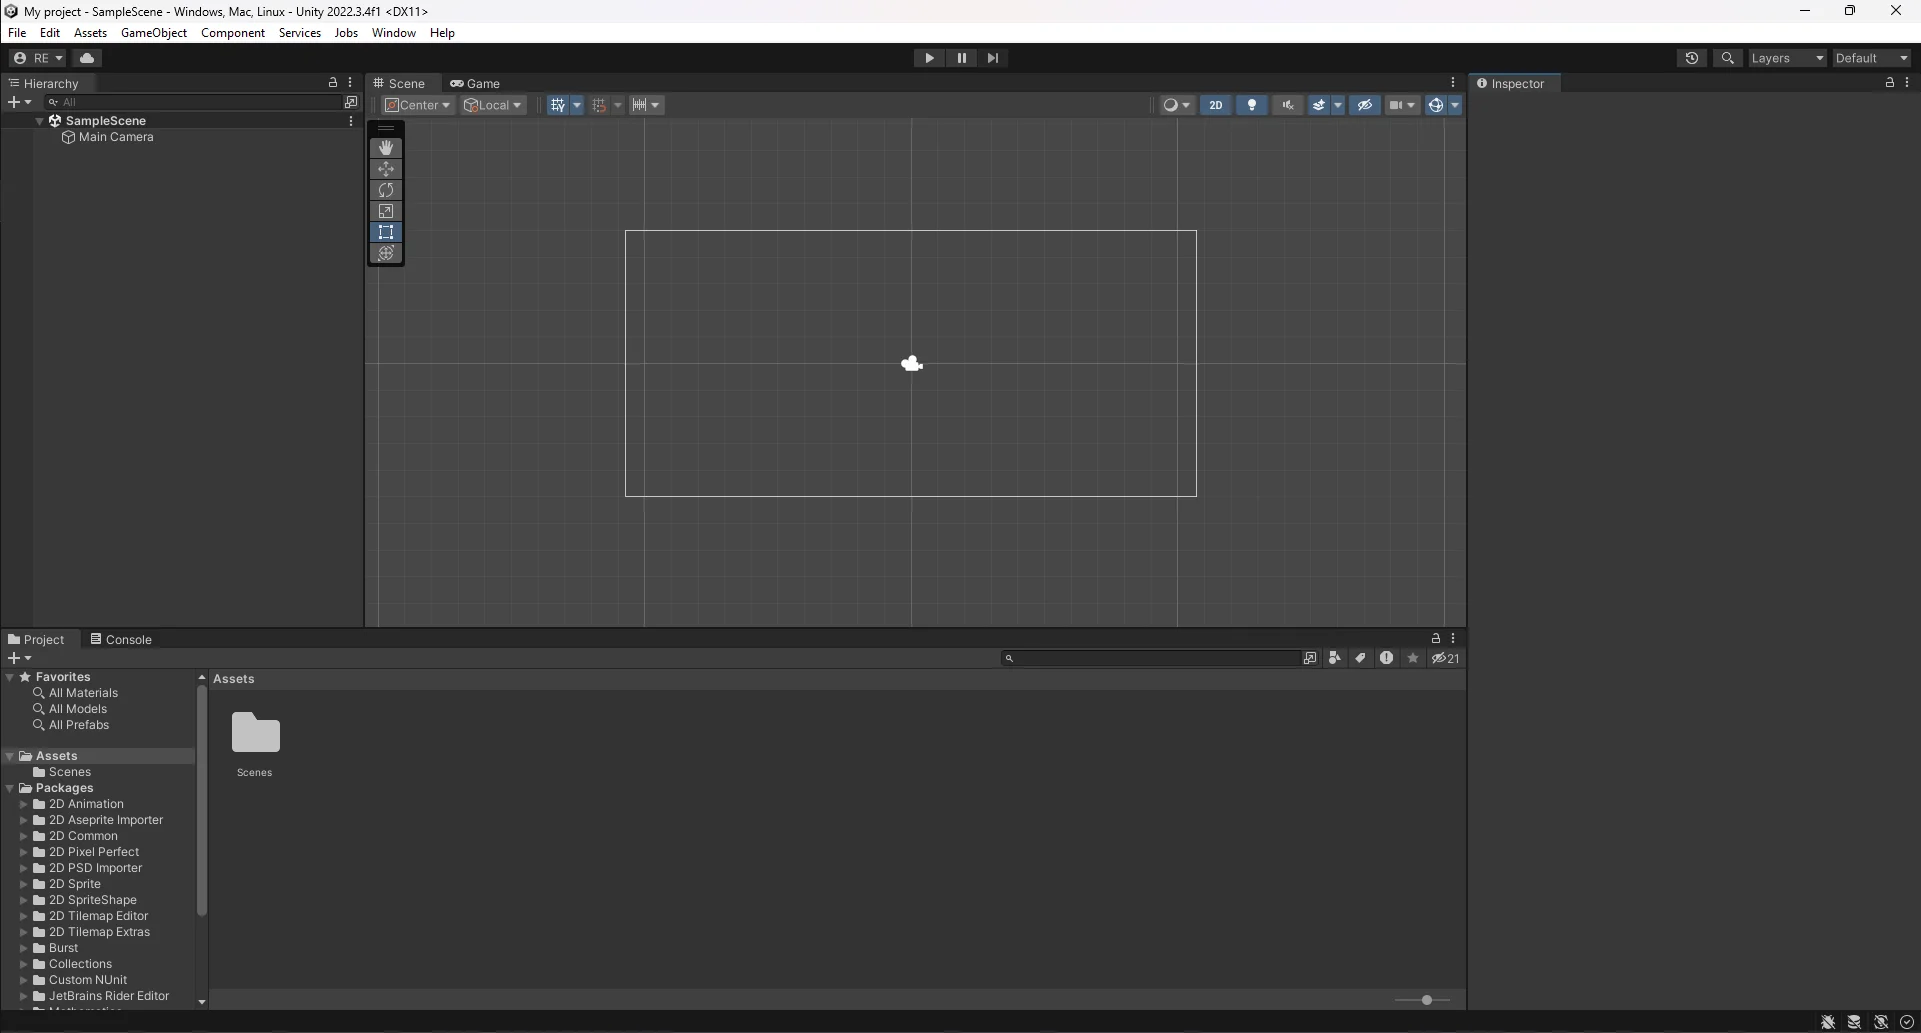 My project - SampleScene - Windows, Mac, Linux - Unity 2022.3.4f1 <DX11>
File Edit Assets GameObject Component Services Jobs Window Help
RE Layers Default
Hierarchy Scene Game Inspector
All Center Local 2D
SampleScene
Main Camera
Project Console
21
Favorites Assets
All Materials
All Models
All Prefabs
Assets
Scenes Scenes
Packages
2D Animation
2D Aseprite Importer
2D Common
2D Pixel Perfect
2D PSD Importer
2D Sprite
2D SpriteShape
2D Tilemap Editor
2D Tilemap Extras
Burst
Collections
Custom NUnit
JetBrains Rider Editor